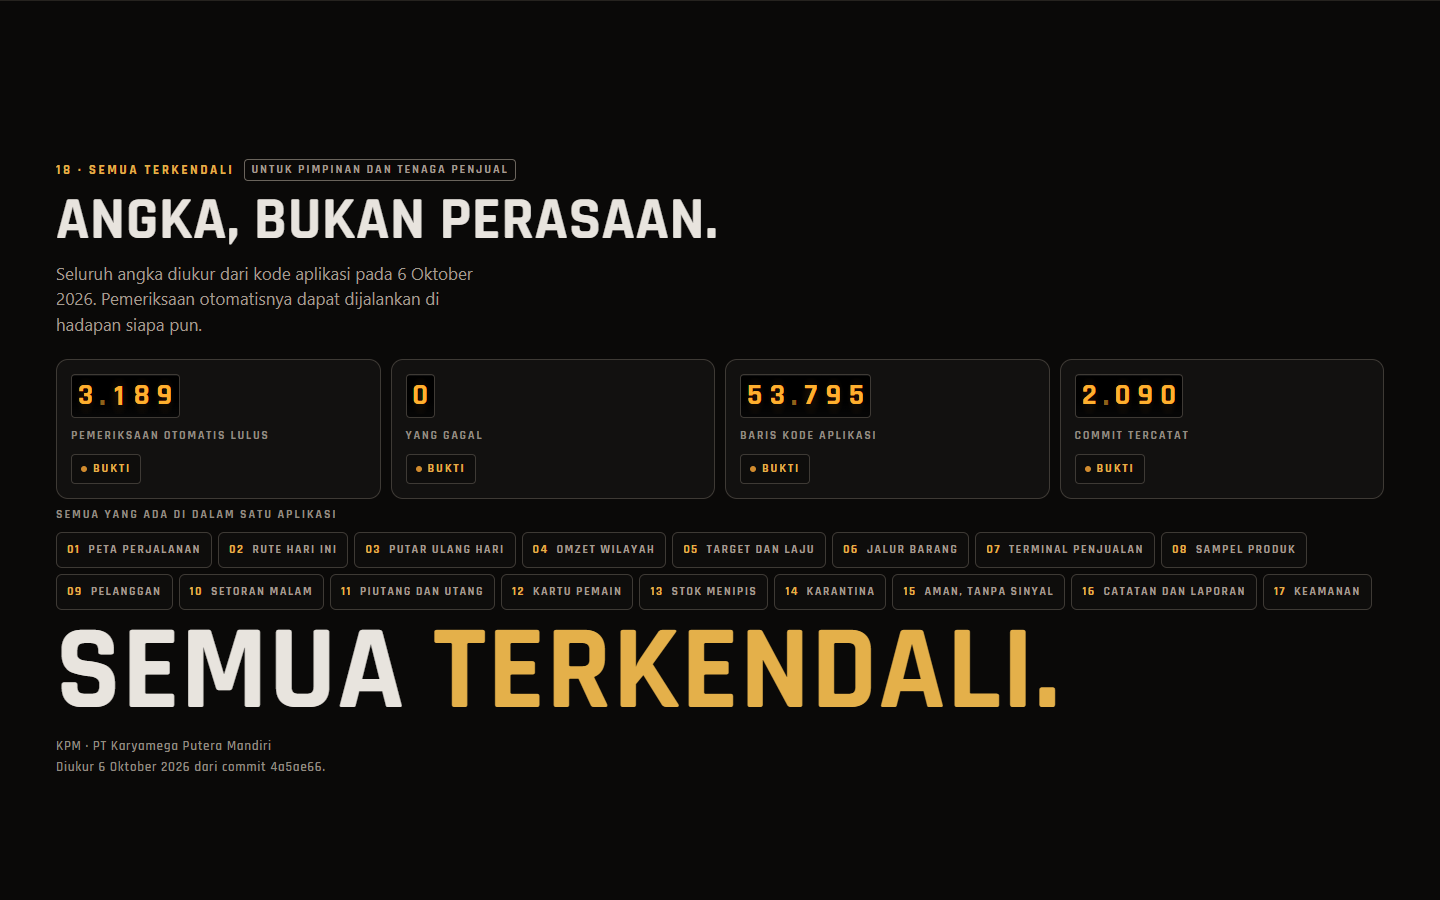 18 · SEMUA TERKENDALI
UNTUK PIMPINAN DAN TENAGA PENJUAL
ANGKA, BUKAN PERASAAN.
Seluruh angka diukur dari kode aplikasi pada 6 Oktober
2026. Pemeriksaan otomatisnya dapat dijalankan di
hadapan siapa pun.
3.189
PEMERIKSAAN OTOMATIS LULUS
BUKTI
0
YANG GAGAL
BUKTI
53.795
BARIS KODE APLIKASI
BUKTI
2.090
COMMIT TERCATAT
BUKTI
SEMUA YANG ADA DI DALAM SATU APLIKASI
01 PETA PERJALANAN
02 RUTE HARI INI
03 PUTAR ULANG HARI
04 OMZET WILAYAH
05 TARGET DAN LAJU
06 JALUR BARANG
07 TERMINAL PENJUALAN
08 SAMPEL PRODUK
09 PELANGGAN
10 SETORAN MALAM
11 PIUTANG DAN UTANG
12 KARTU PEMAIN
13 STOK MENIPIS
14 KARANTINA
15 AMAN, TANPA SINYAL
16 CATATAN DAN LAPORAN
17 KEAMANAN
SEMUA TERKENDALI.
KPM · PT Karyamega Putera Mandiri
Diukur 6 Oktober 2026 dari commit 4a5ae66.